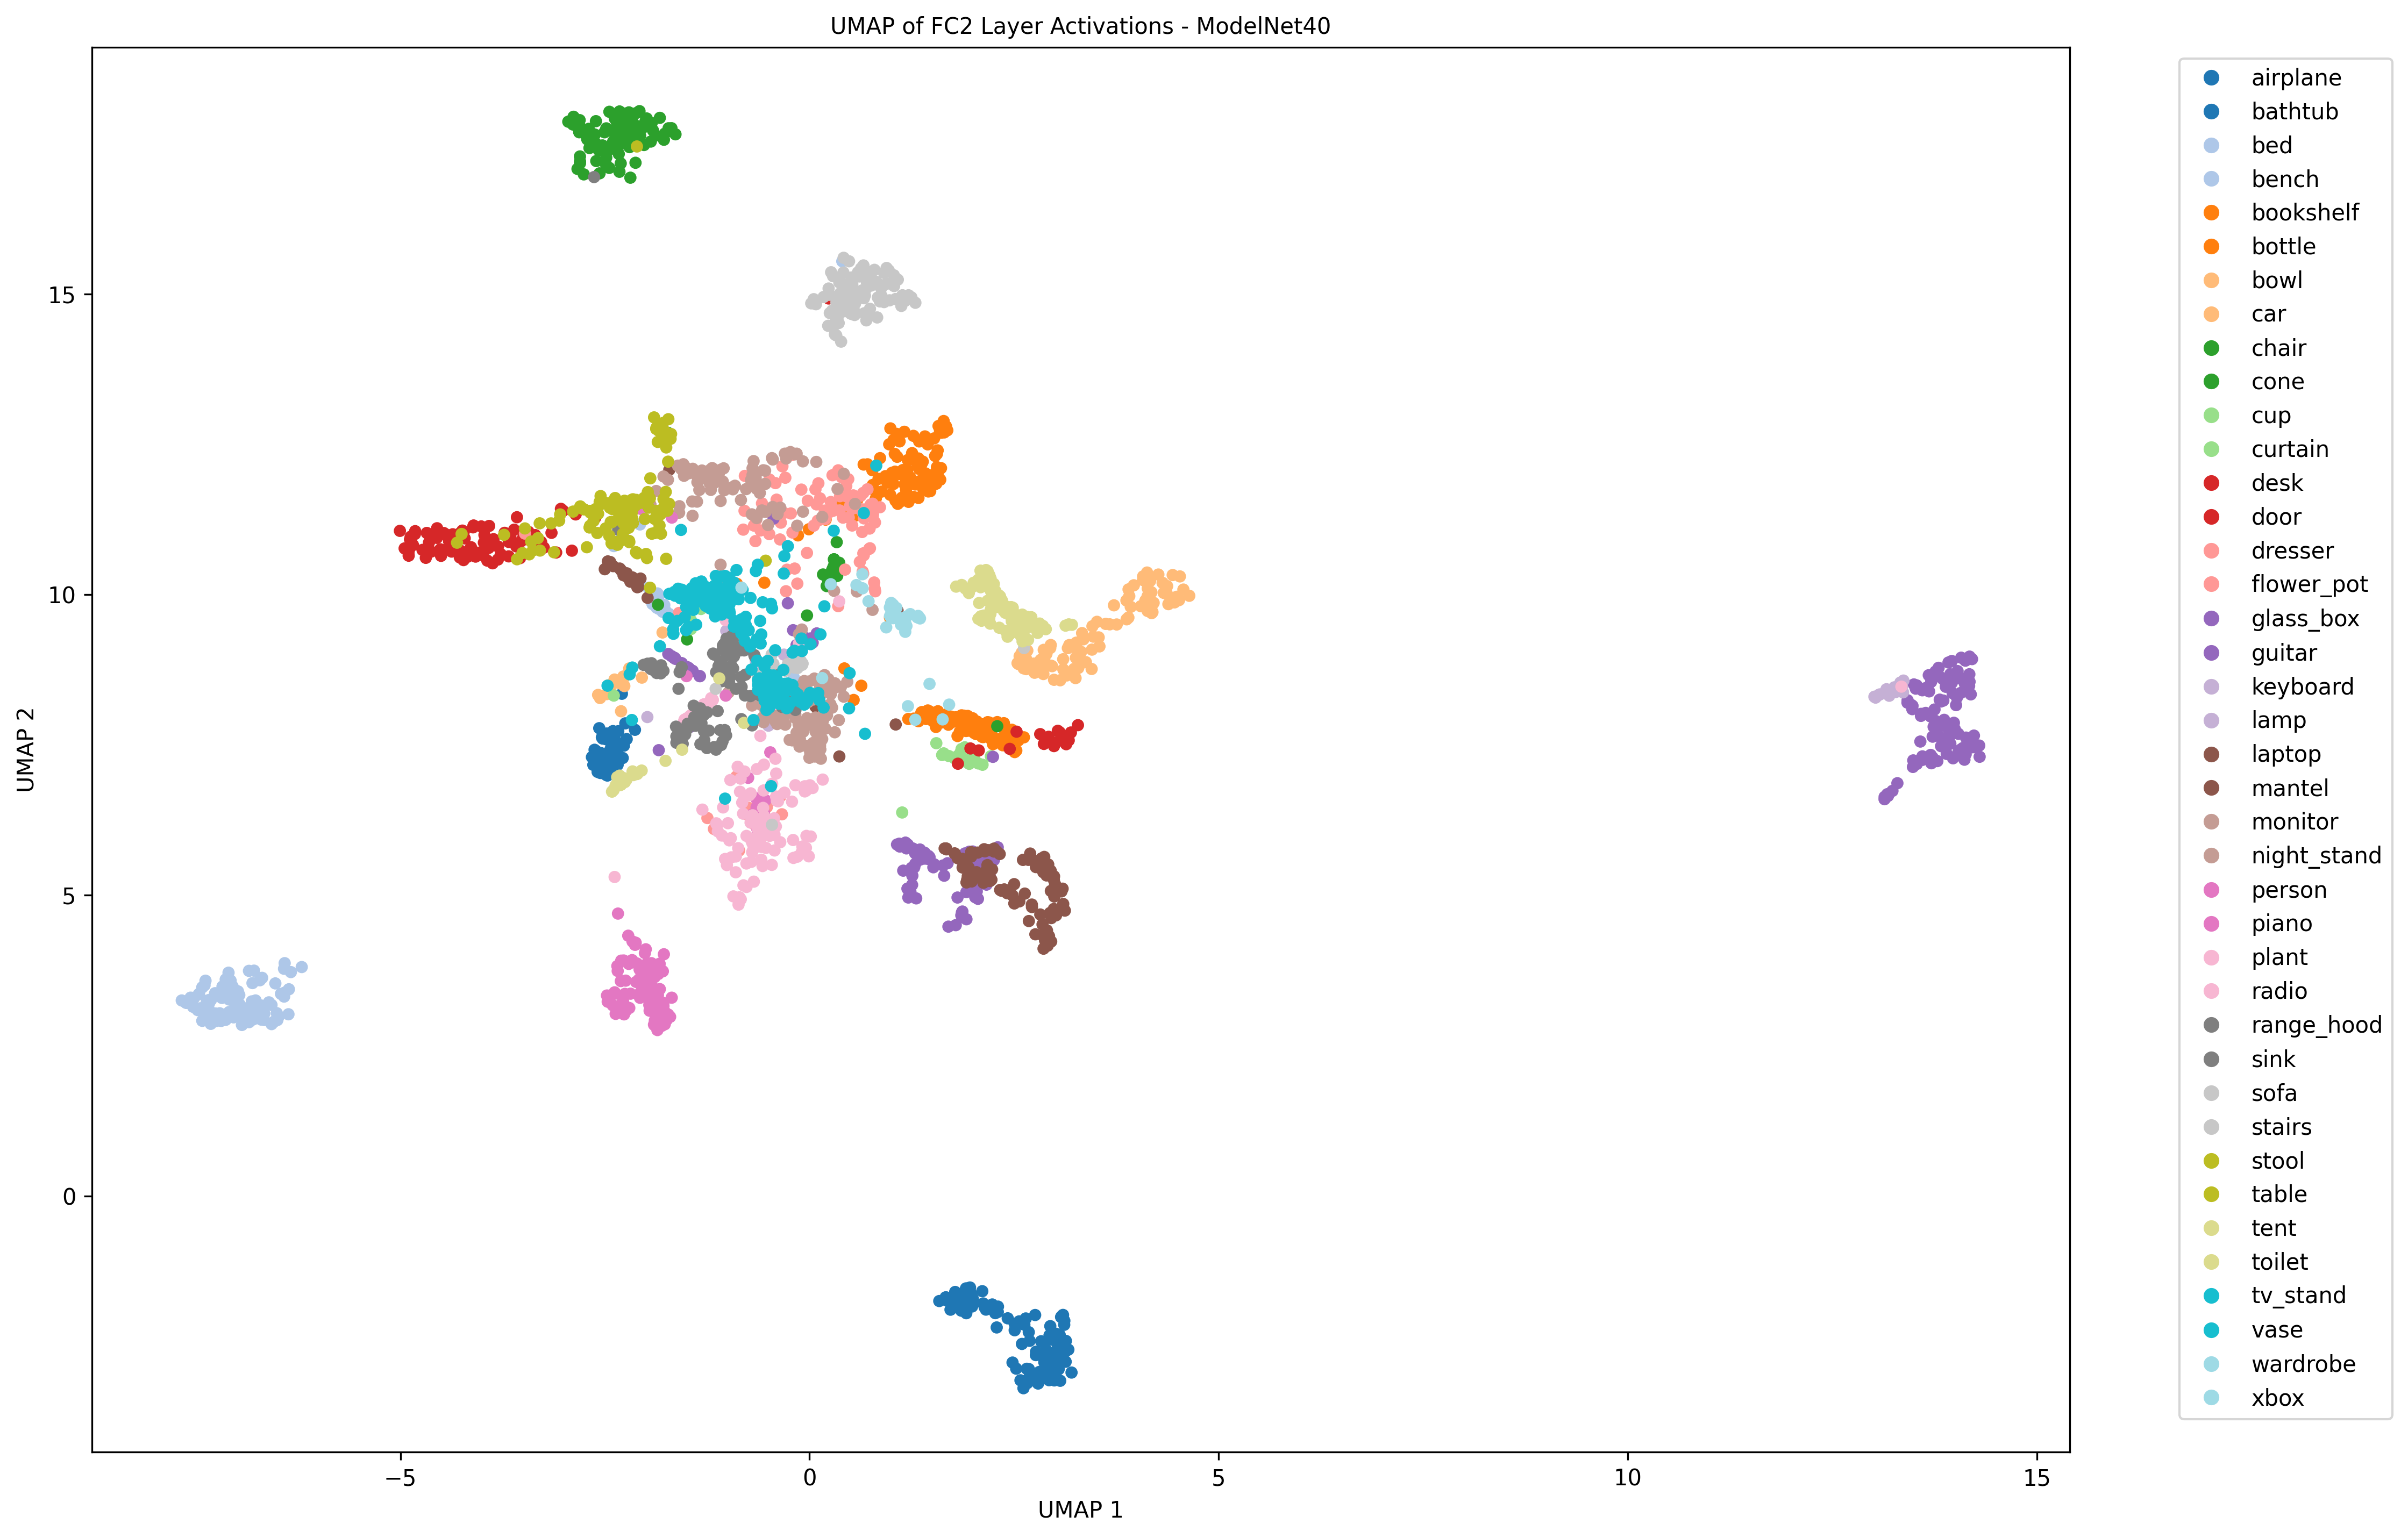 UMAP of FC2 Layer Activations - ModelNet40
UMAP 2
15
10
5
0
−5
0
5
10
15
UMAP 1
airplane
bathtub
bed
bench
bookshelf
bottle
bowl
car
chair
cone
cup
curtain
desk
door
dresser
flower_pot
glass_box
guitar
keyboard
lamp
laptop
mantel
monitor
night_stand
person
piano
plant
radio
range_hood
sink
sofa
stairs
stool
table
tent
toilet
tv_stand
vase
wardrobe
xbox